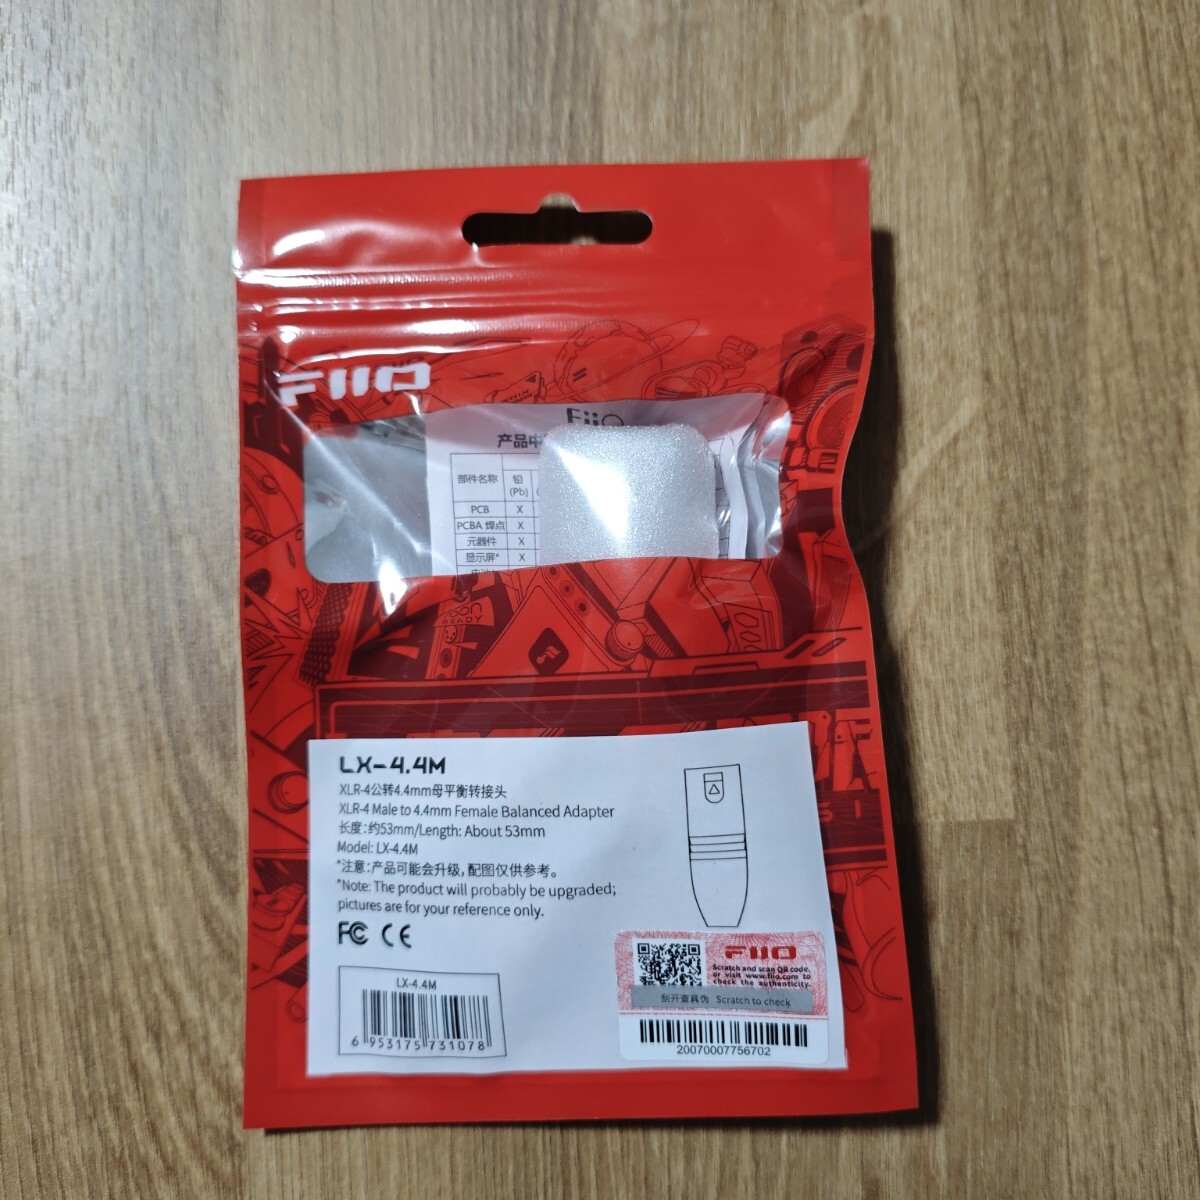 FiiO
FiiO
产品中
部件名称
铅
(Pb)
PCB X
PCBA 焊点 X
元器件 X
显示屏* X
READY
LX-4.4M
XLR-4公转4.4mm母平衡转接头
XLR-4 Male to 4.4mm Female Balanced Adapter
长度:约53mm/Length: About 53mm
Model: LX-4.4M
*注意:产品可能会升级,配图仅供参考。
*Note: The product will probably be upgraded;
pictures are for your reference only.
FC CE
LX-4.4M
6 953175 731078
FiiO
Scratch and scan QR code,
or visit www.fiio.com to
check the authenticity.
刮开查真伪 Scratch to check
20070007756702